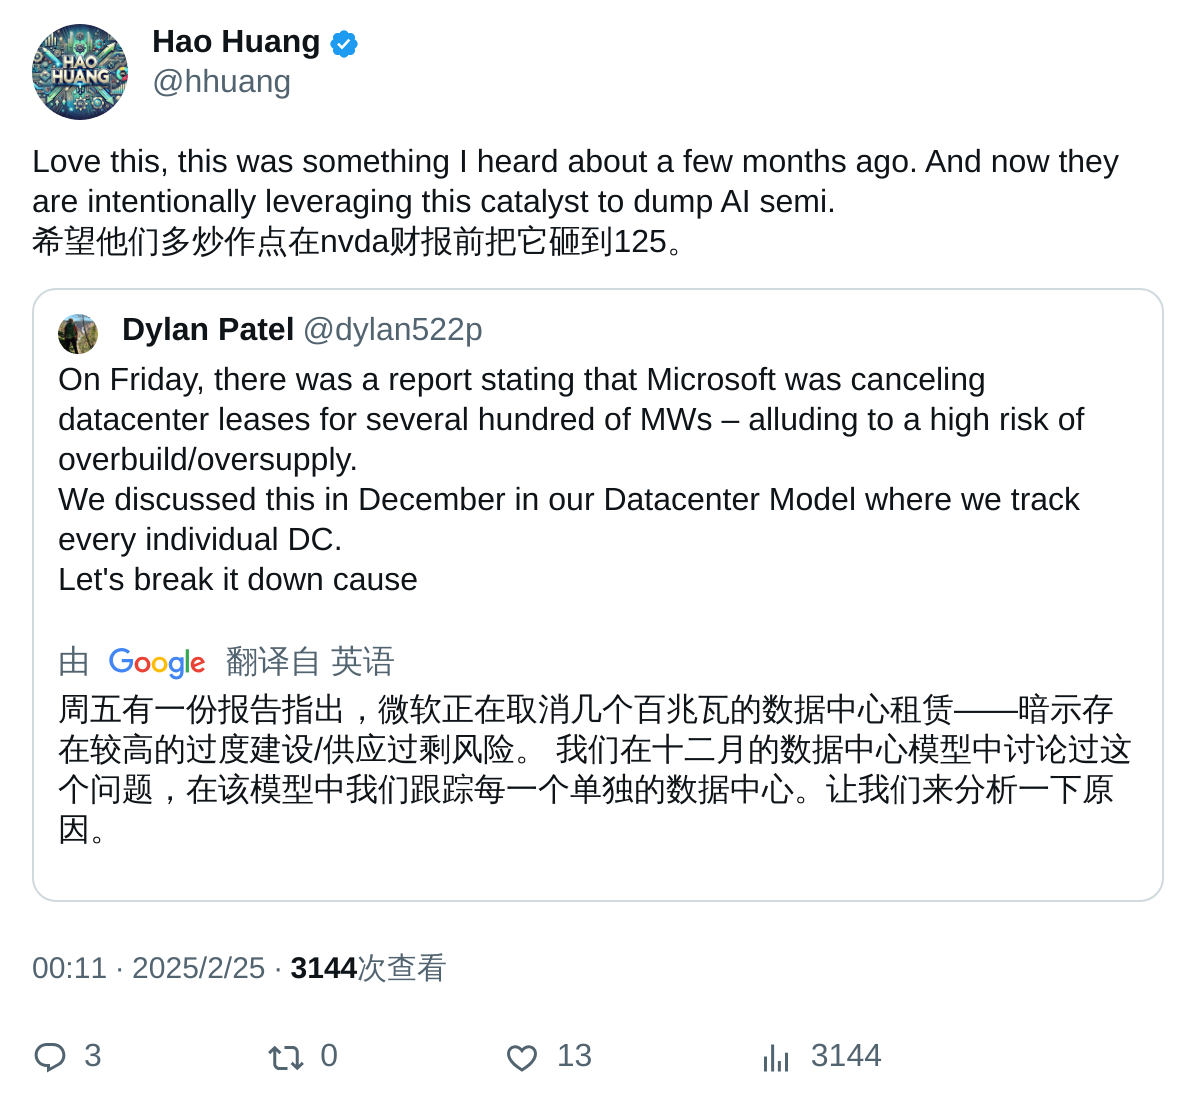 HAO
HUANG
Hao Huang
@hhuang
Love this, this was something I heard about a few months ago. And now they
are intentionally leveraging this catalyst to dump AI semi.
希望他们多炒作点在nvda财报前把它砸到125。
Dylan Patel @dylan522p
On Friday, there was a report stating that Microsoft was canceling
datacenter leases for several hundred of MWs – alluding to a high risk of
overbuild/oversupply.
We discussed this in December in our Datacenter Model where we track
every individual DC.
Let's break it down cause
由 Google 翻译自 英语
周五有一份报告指出，微软正在取消几个百兆瓦的数据中心租赁——暗示存
在较高的过度建设/供应过剩风险。 我们在十二月的数据中心模型中讨论过这
个问题，在该模型中我们跟踪每一个单独的数据中心。让我们来分析一下原
因。
00:11 · 2025/2/25 · 3144次查看
3 0 13 3144